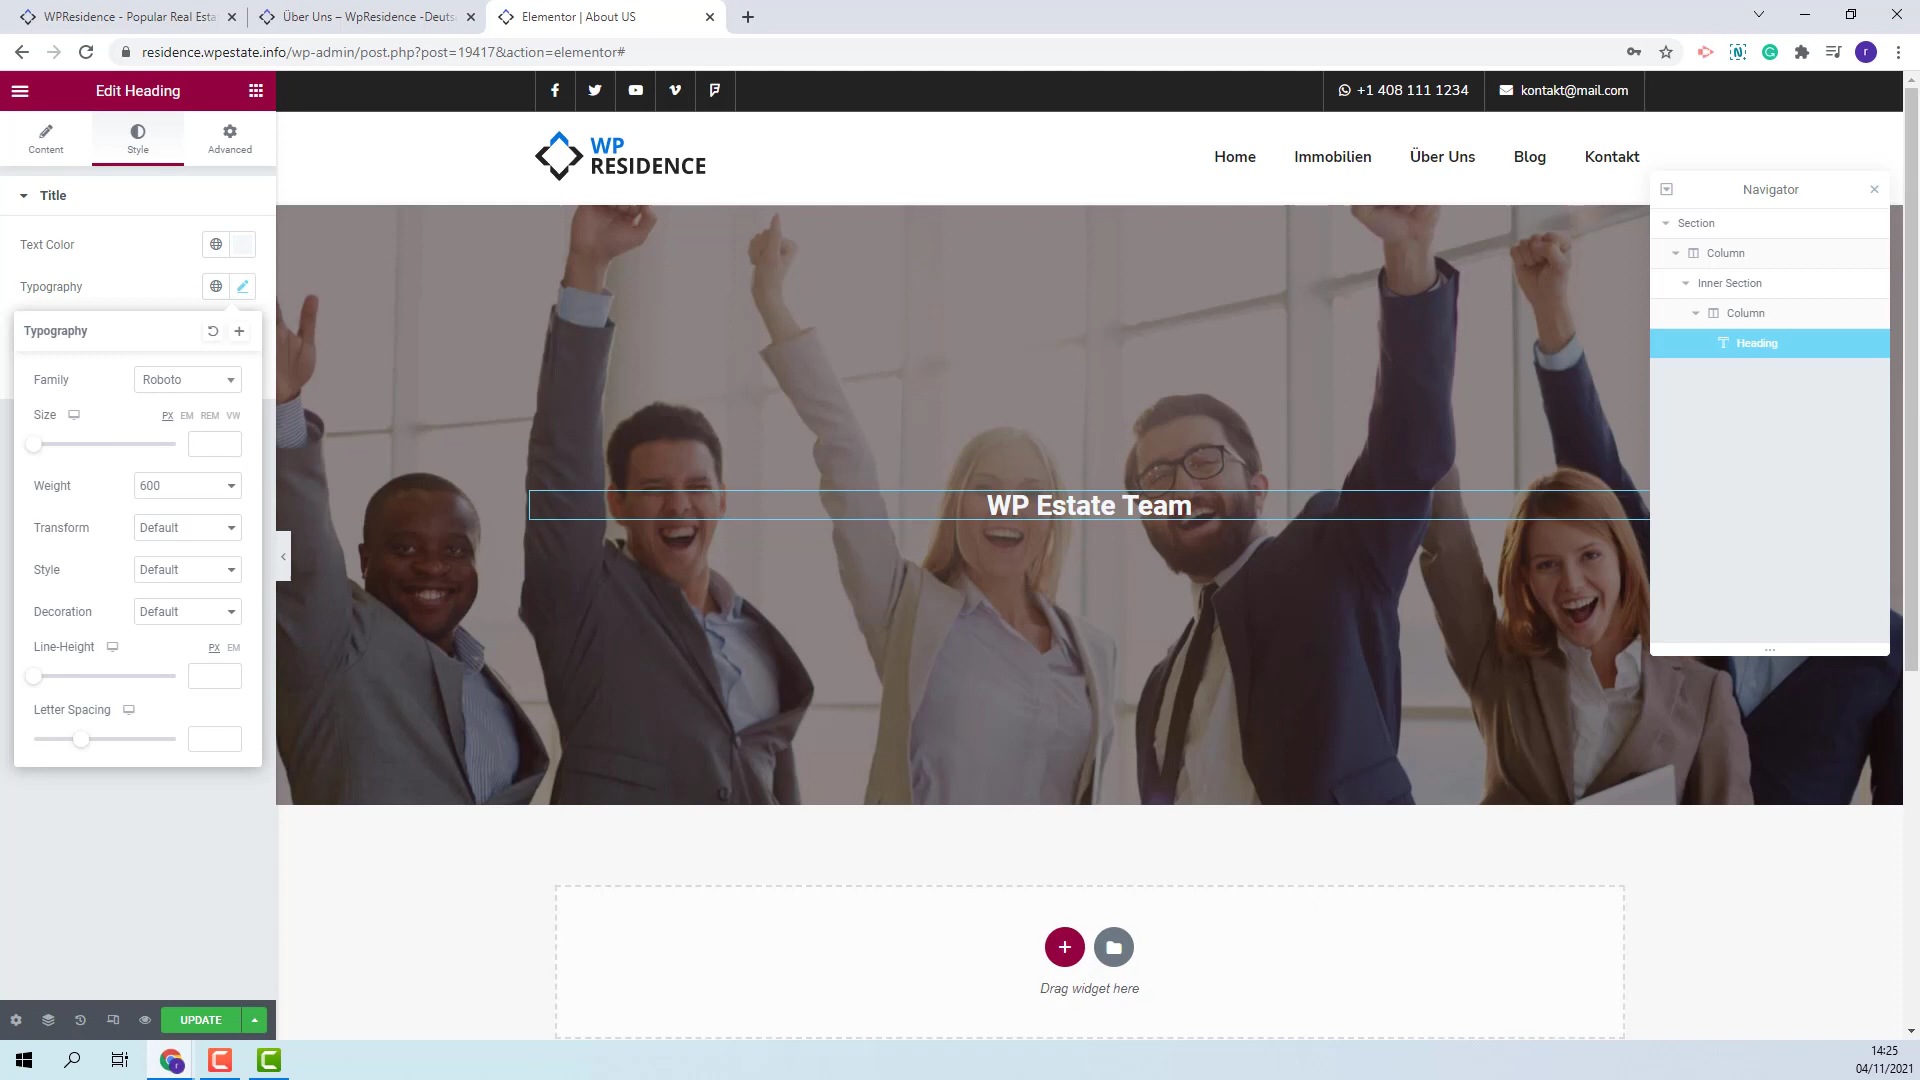 WPResidence - Popular Real Esta
Über Uns – WpResidence -Deuts
Elementor | About US
residence.wpestate.info/wp-admin/post.php?post=19417&action=elementor#
r
Edit Heading
+1 408 111 1234
kontakt@mail.com
Content
Style
Advanced
WP
RESIDENCE
Home
Immobilien
Über Uns
Blog
Kontakt
Title
Text Color
Typography
Typography
Family
Roboto
Size
PX EM REM VW
Weight
600
Transform
Default
Style
Default
Decoration
Default
Line-Height
PX EM
Letter Spacing
Navigator
Section
Column
Inner Section
Column
Heading
WP Estate Team
Drag widget here
UPDATE
14:25
04/11/2021